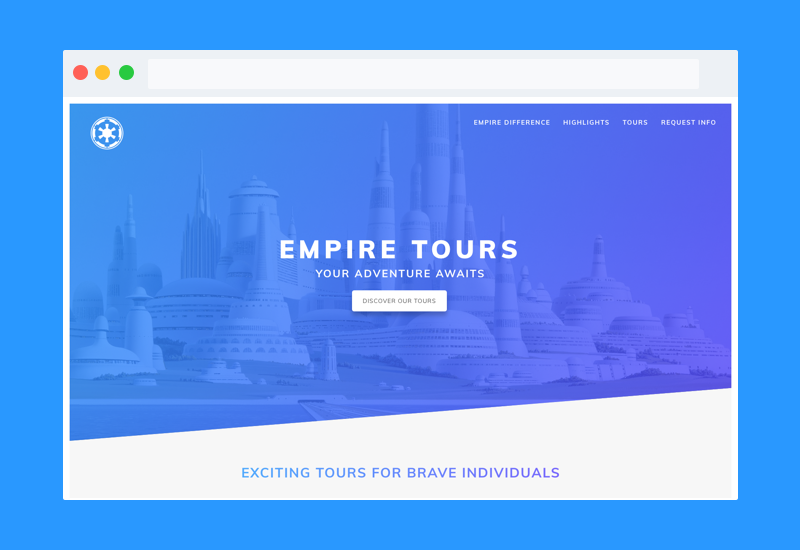 EMPIRE DIFFERENCE HIGHLIGHTS TOURS REQUEST INFO
EMPIRE TOURS
YOUR ADVENTURE AWAITS
DISCOVER OUR TOURS
EXCITING TOURS FOR BRAVE INDIVIDUALS